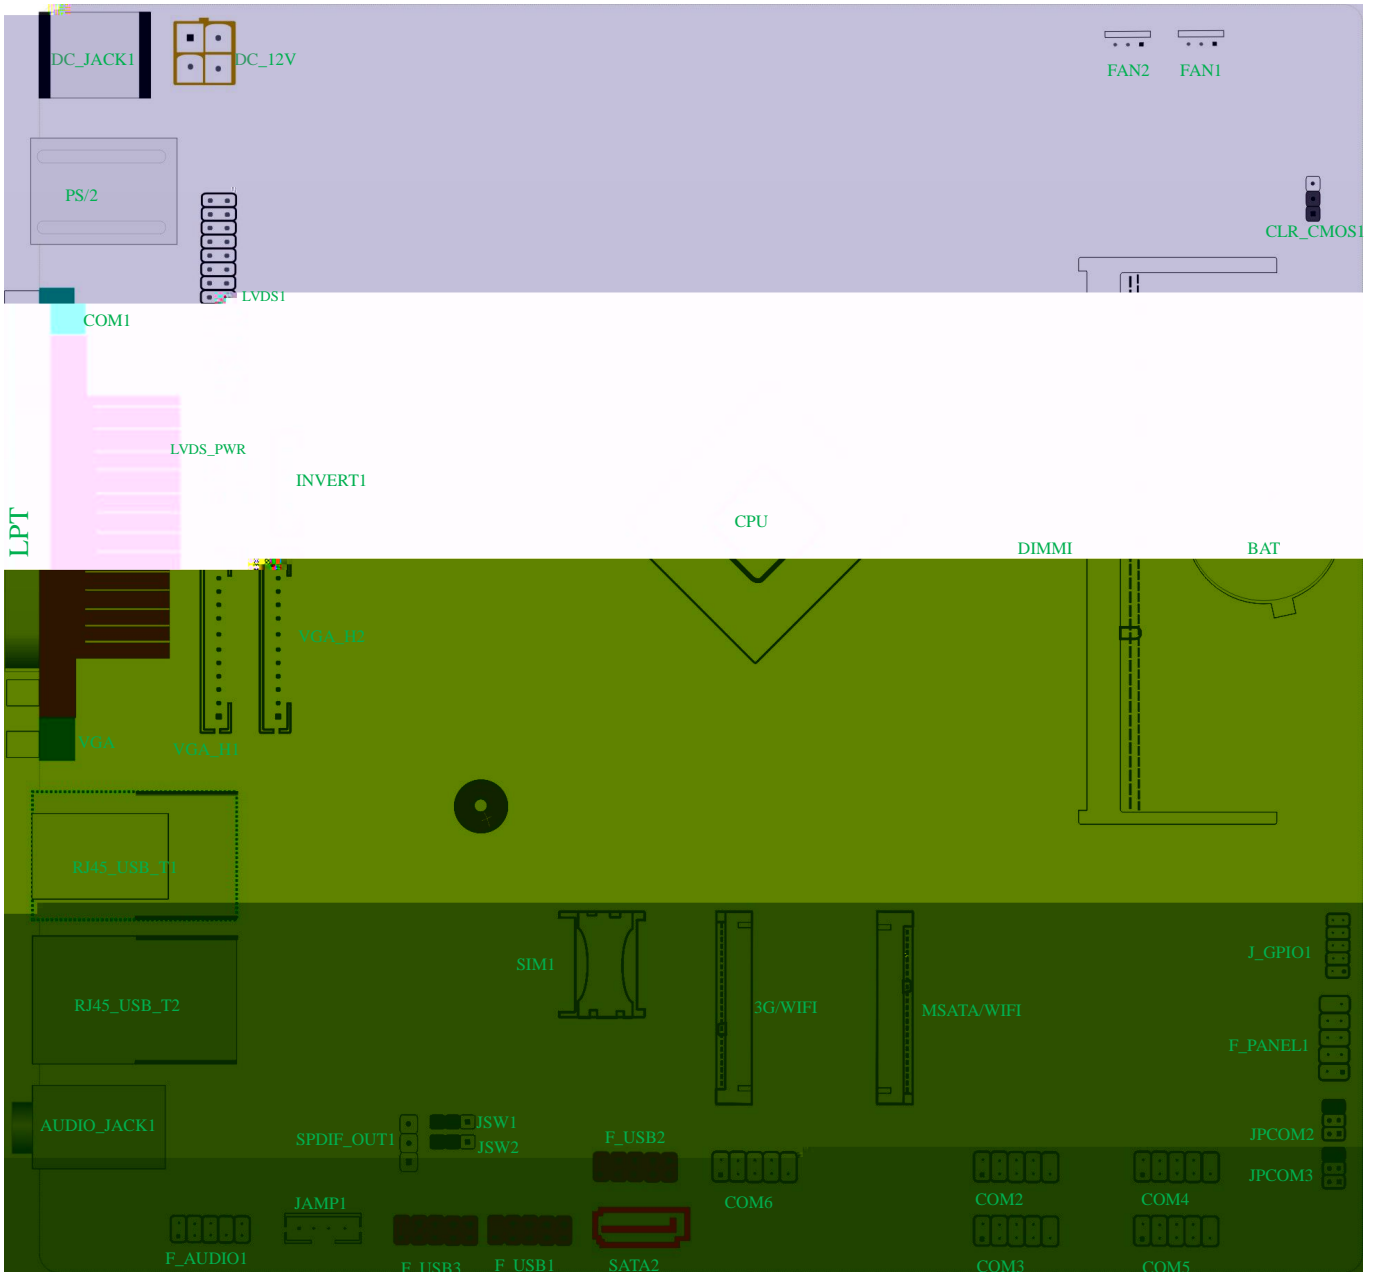 DC_JACK1
DC_12V
FAN2
FAN1
PS/2
CLR_CMOS1
LVDS1
COM1
LVDS_PWR
INVERT1
LPT
CPU
DIMMI
BAT
VGA_H2
VGA
VGA_H1
RJ45_USB_T1
SIM1
J_GPIO1
RJ45_USB_T2
3G/WIFI
MSATA/WIFI
F_PANEL1
AUDIO_JACK1
SPDIF_OUT1
JSW1
JSW2
F_USB2
JPCOM2
JPCOM3
JAMP1
COM6
COM2
COM4
F_AUDIO1
F_USB3
F_USB1
SATA2
COM3
COM5